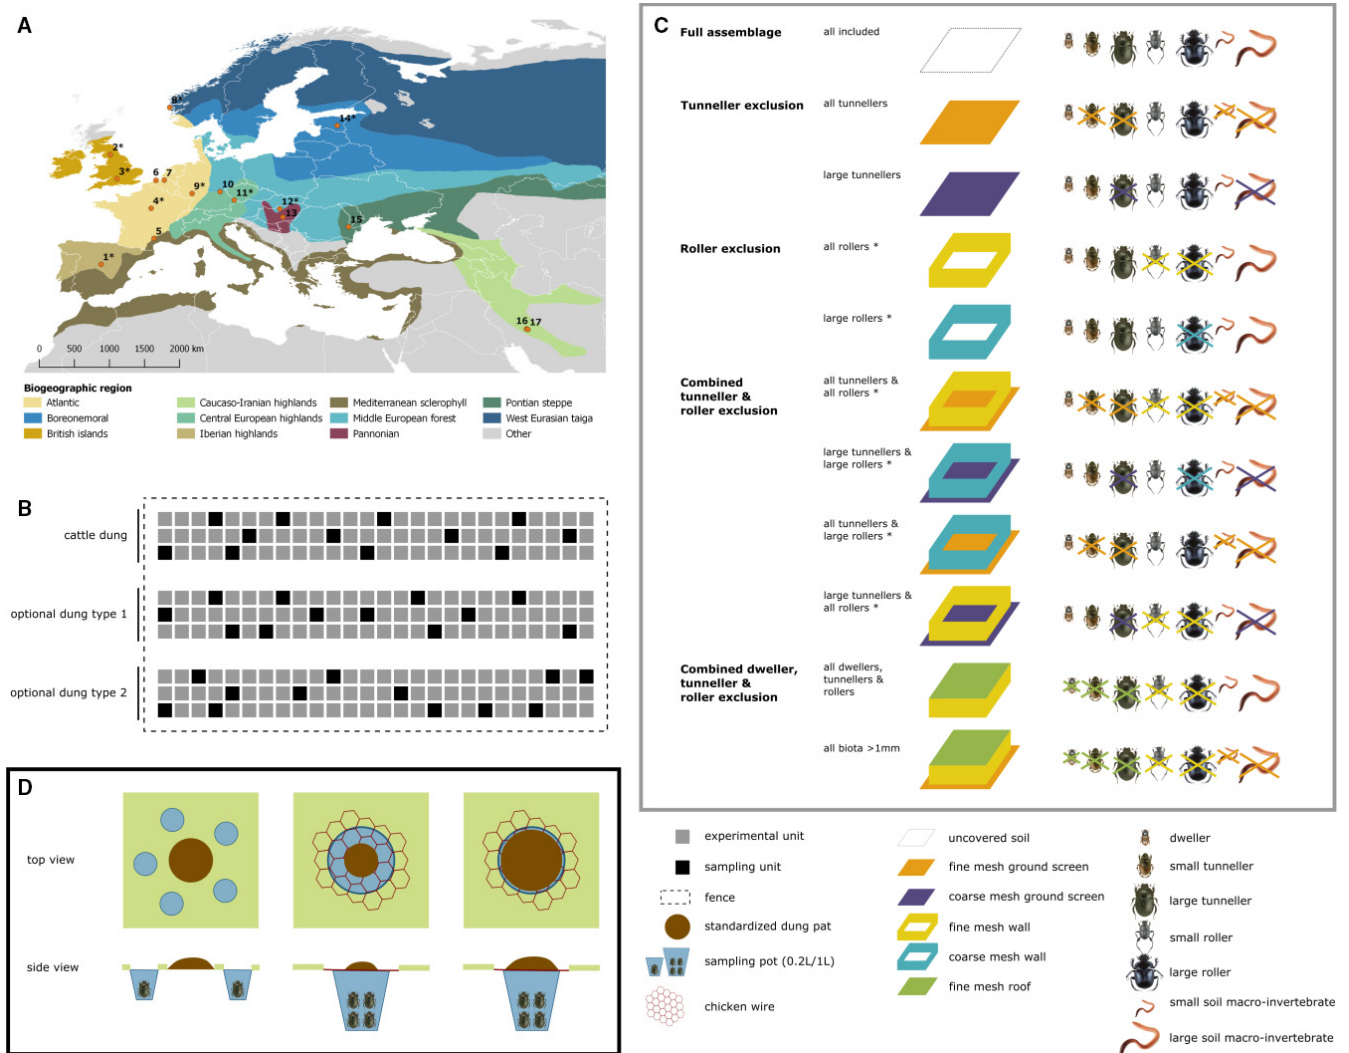 A
8*
14*
2*
3*
6 7
9*
10
11*
4*
12*
13
15
5
1*
16 17
0 500 1000 1500 2000 km
Biogeographic region
Atlantic
Boreonemoral
British islands
Caucaso-Iranian highlands
Central European highlands
Iberian highlands
Mediterranean sclerophyll
Middle European forest
Pannonian
Pontian steppe
West Eurasian taiga
Other
B
cattle dung
optional dung type 1
optional dung type 2
C
Full assemblage
all included
Tunneller exclusion
all tunnellers
large tunnellers
Roller exclusion
all rollers *
large rollers *
Combined
tunneller &
roller exclusion
all tunnellers &
all rollers *
large tunnellers &
large rollers *
all tunnellers &
large rollers *
large tunnellers &
all rollers *
Combined dweller,
tunneller &
roller exclusion
all dwellers,
tunnellers &
rollers
all biota >1mm
D
top view
side view
experimental unit
sampling unit
fence
standardized dung pat
sampling pot (0.2L/1L)
chicken wire
uncovered soil
fine mesh ground screen
coarse mesh ground screen
fine mesh wall
coarse mesh wall
fine mesh roof
dweller
small tunneller
large tunneller
small roller
large roller
small soil macro-invertebrate
large soil macro-invertebrate